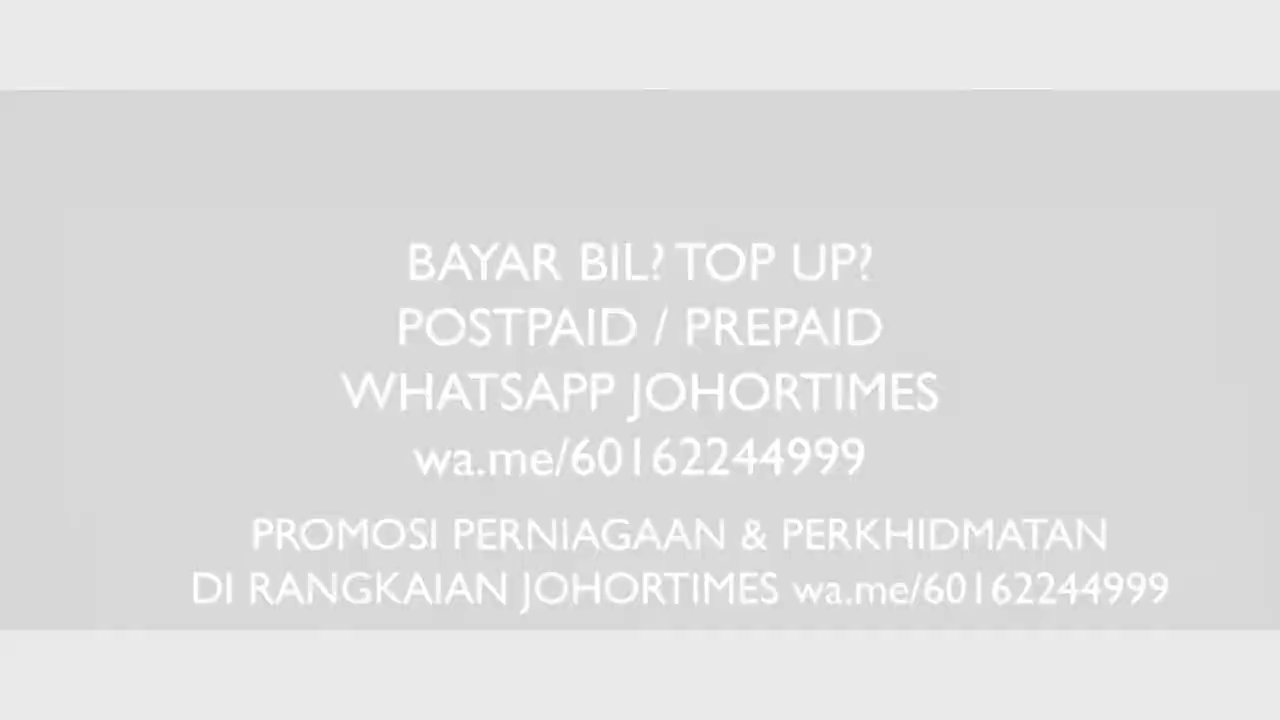 BAYAR BIL? TOP UP?
POSTPAID / PREPAID
WHATSAPP JOHORTIMES
wa.me/60162244999
PROMOSI PERNIAGAAN & PERKHIDMATAN
DI RANGKAIAN JOHORTIMES wa.me/60162244999